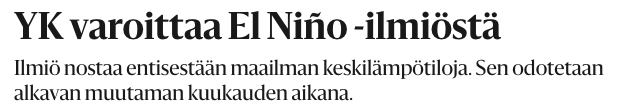 YK varoittaa El Niño -ilmiöstä
Ilmiö nostaa entisestään maailman keskilämpötiloja. Sen odotetaan
alkavan muutaman kuukauden aikana.